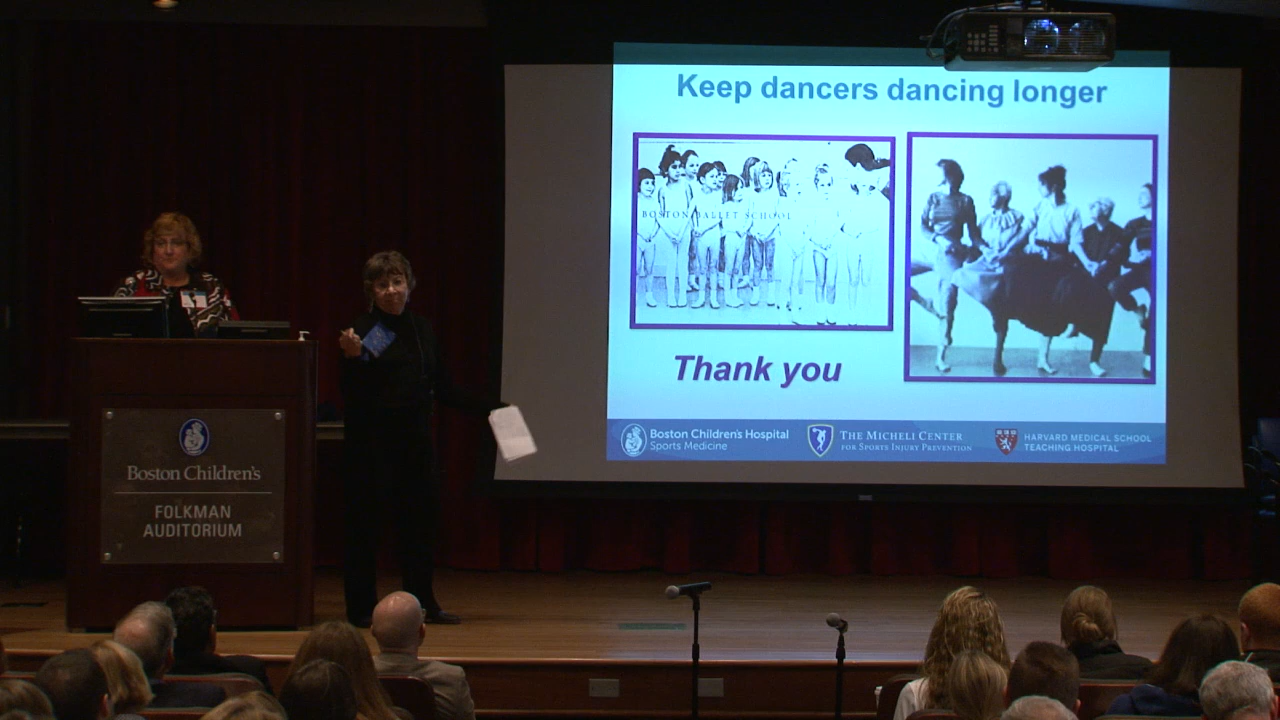 Keep dancers dancing longer
BOSTON BALLET SCHOOL
Thank you
Boston Children's Hospital
Sports Medicine
THE MICHELI CENTER
FOR SPORTS INJURY PREVENTION
HARVARD MEDICAL SCHOOL
TEACHING HOSPITAL
Boston Children's
FOLKMAN
AUDITORIUM